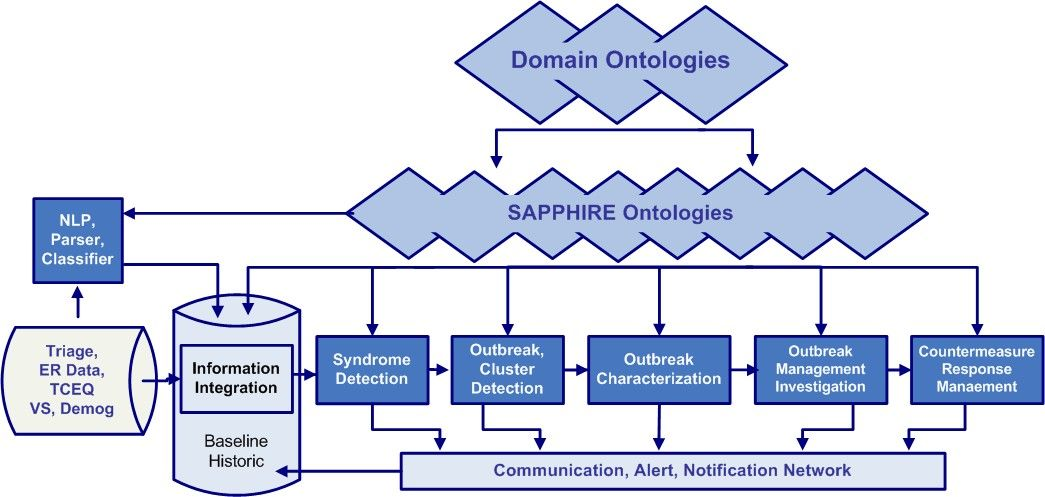 Domain Ontologies
SAPPHIRE Ontologies
NLP,
Parser,
Classifier
Triage,
ER Data,
TCEQ
VS, Demog
Information
Integration
Baseline
Historic
Syndrome
Detection
Outbreak,
Cluster
Detection
Outbreak
Characterization
Outbreak
Management
Investigation
Countermeasure
Response
Manaement
Communication, Alert, Notification Network